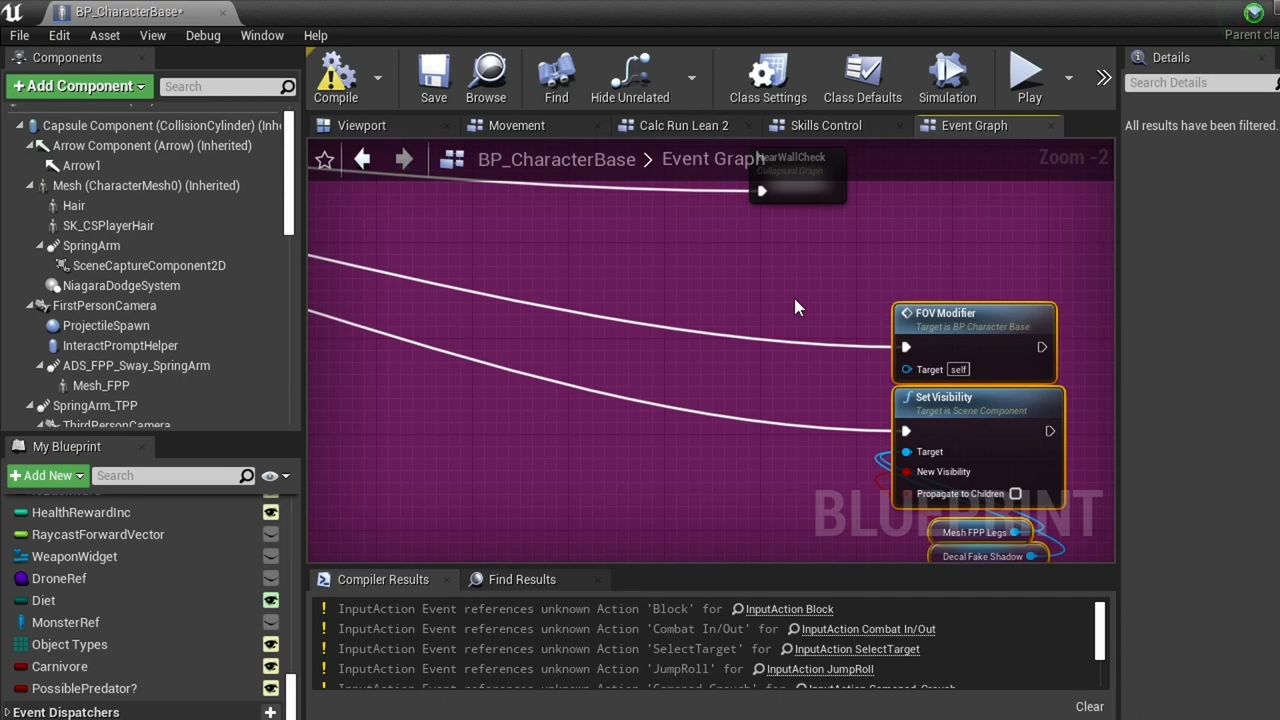 BP_CharacterBase*
File Edit Asset View Debug Window Help
Parent cla
Components
+Add Component
Search
Capsule Component (CollisionCylinder) (Inh
Arrow Component (Arrow) (Inherited)
Arrow1
Mesh (CharacterMesh0) (Inherited)
Hair
SK_CSPlayerHair
SpringArm
SceneCaptureComponent2D
NiagaraDodgeSystem
FirstPersonCamera
ProjectileSpawn
InteractPromptHelper
ADS_FPP_Sway_SpringArm
Mesh_FPP
SpringArm_TPP
ThirdPersonCamera
My Blueprint
+Add New
Search
HealthRewardInc
RaycastForwardVector
WeaponWidget
DroneRef
Diet
MonsterRef
Object Types
Carnivore
PossiblePredator?
Event Dispatchers
Compile
Save
Browse
Find
Hide Unrelated
Class Settings
Class Defaults
Simulation
Play
Viewport
Movement
Calc Run Lean 2
Skills Control
Event Graph
BP_CharacterBase > Event Graph
Zoom -2
NearWallCheck
Collapsed Graph
FOV Modifier
Target is BP Character Base
Target self
Set Visibility
Target is Scene Component
Target
New Visibility
Propagate to Children
Mesh FPP Legs
Decal Fake Shadow
BLUEPRINT
Compiler Results
Find Results
InputAction Event references unknown Action 'Block' for InputAction Block
InputAction Event references unknown Action 'Combat In/Out' for InputAction Combat In/Out
InputAction Event references unknown Action 'SelectTarget' for InputAction SelectTarget
InputAction Event references unknown Action 'JumpRoll' for InputAction JumpRoll
Clear
Details
Search Details
All results have been filtered.